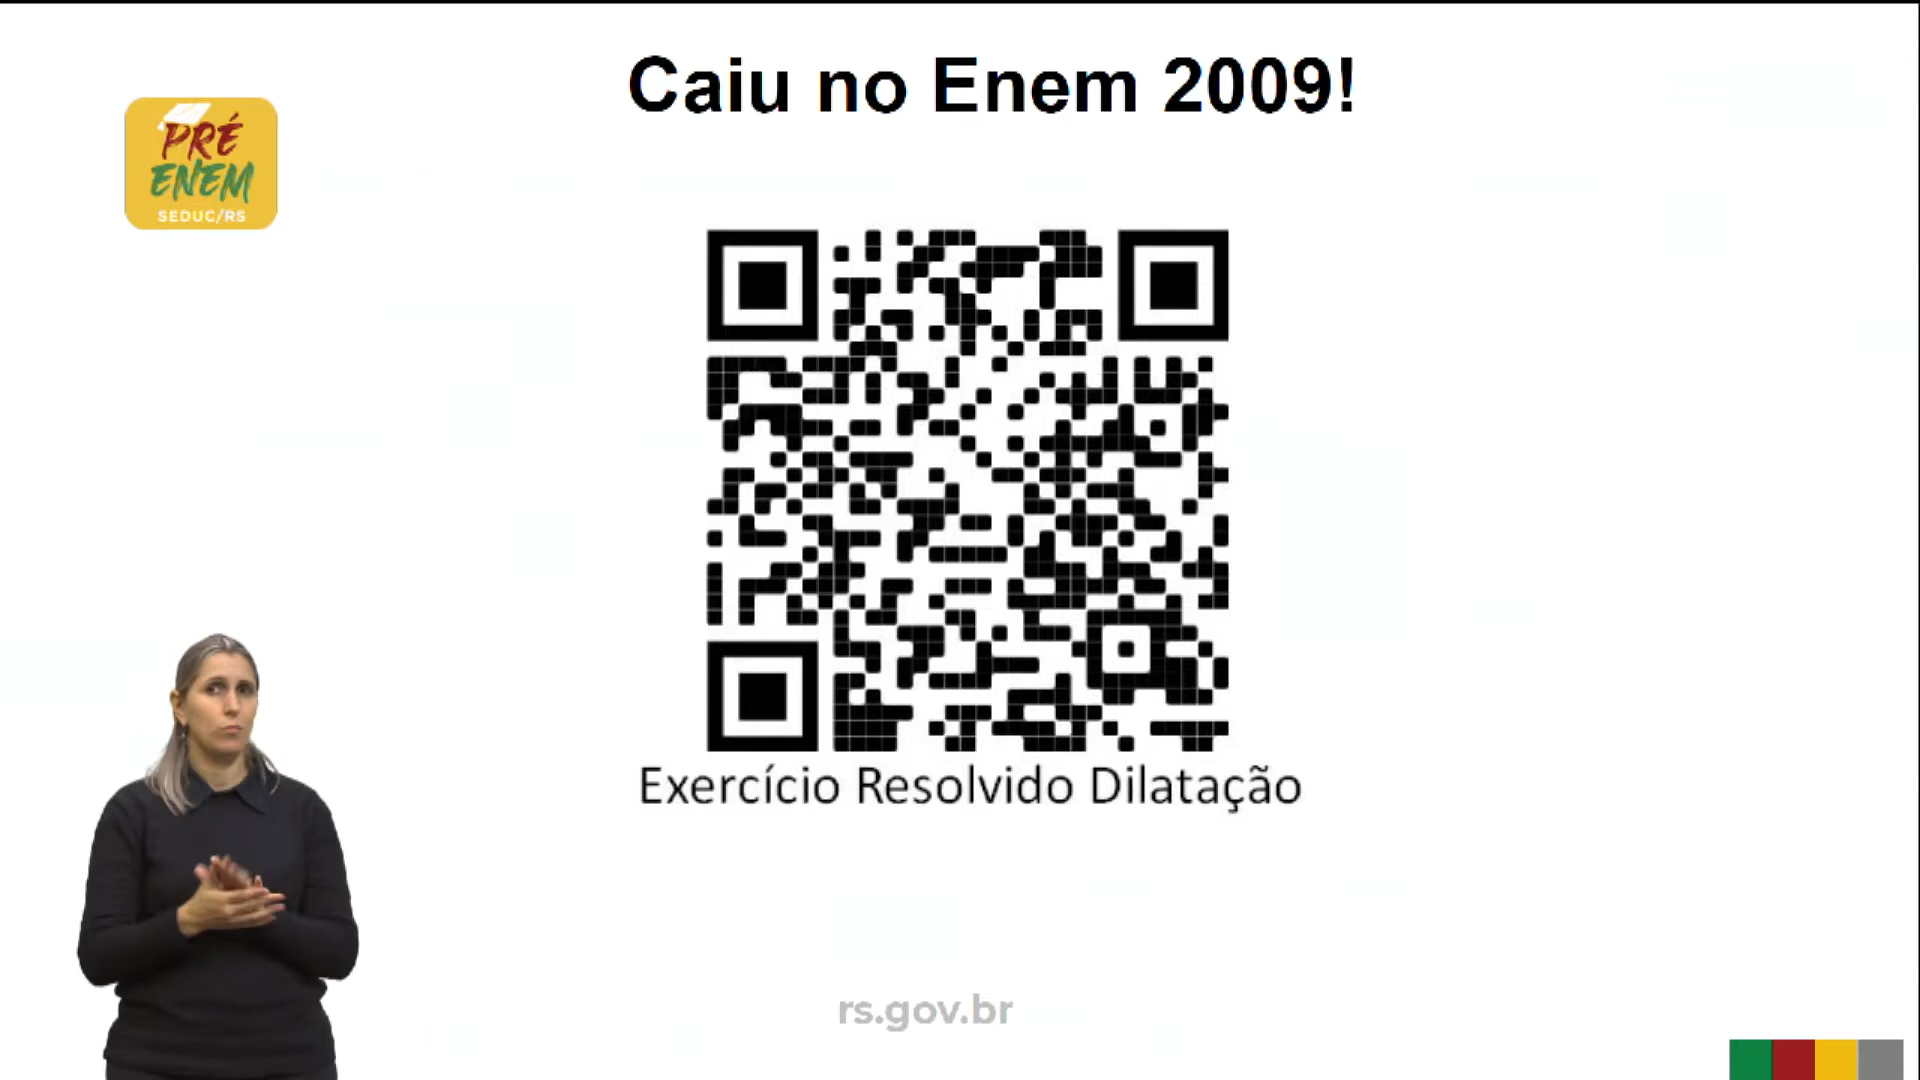 Caiu no Enem 2009!
PRÉ
ENEM
SEDUC/RS
Exercício Resolvido Dilatação
rs.gov.br